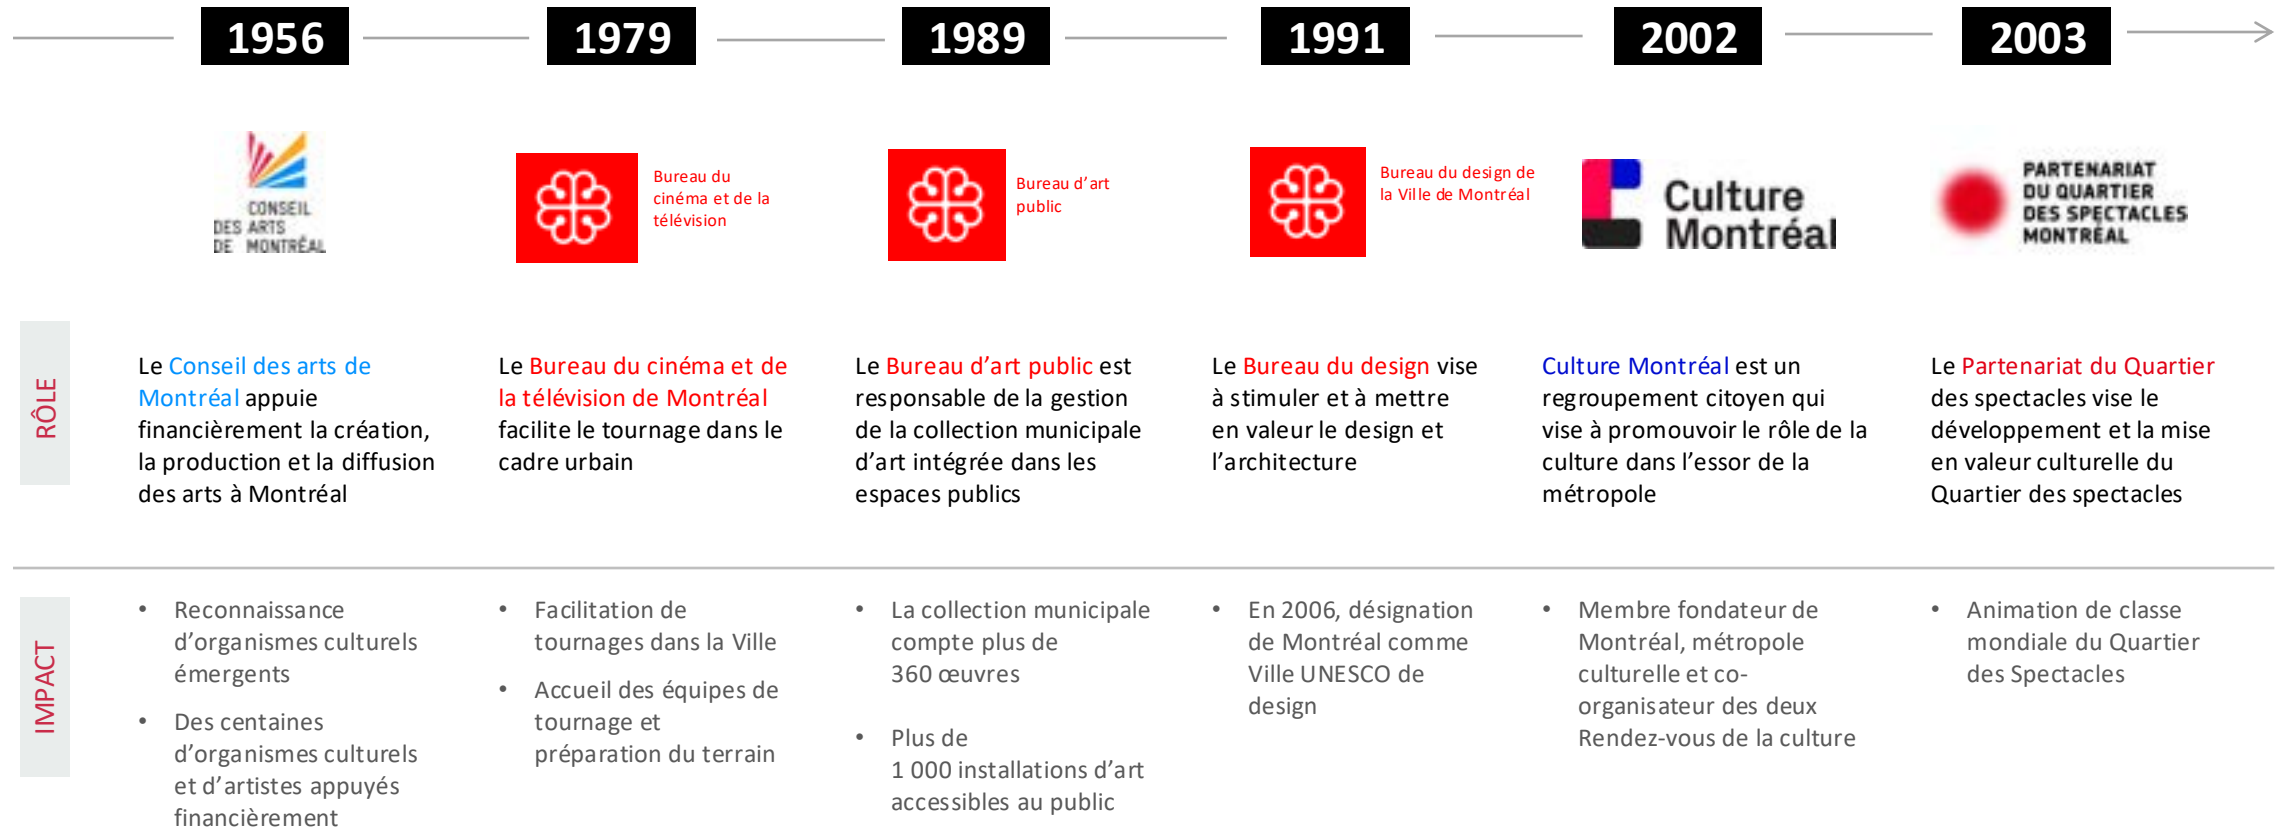 1956
1979
1989
1991
2002
2003
CONSEIL
DES ARTS
DE MONTRÉAL
Bureau du
cinéma et de la
télévision
Bureau d’art
public
Bureau du design de
la Ville de Montréal
Culture
Montréal
PARTENARIAT
DU QUARTIER
DES SPECTACLES
MONTRÉAL
RÔLE
Le Conseil des arts de
Montréal appuie
financièrement la création,
la production et la diffusion
des arts à Montréal
Le Bureau du cinéma et de
la télévision de Montréal
facilite le tournage dans le
cadre urbain
Le Bureau d’art public est
responsable de la gestion
de la collection municipale
d’art intégrée dans les
espaces publics
Le Bureau du design vise
à stimuler et à mettre
en valeur le design et
l’architecture
Culture Montréal est un
regroupement citoyen qui
vise à promouvoir le rôle de la
culture dans l’essor de la
métropole
Le Partenariat du Quartier
des spectacles vise le
développement et la mise
en valeur culturelle du
Quartier des spectacles
IMPACT
• Reconnaissance
d’organismes culturels
émergents
• Des centaines
d’organismes culturels
et d’artistes appuyés
financièrement
• Facilitation de
tournages dans la Ville
• Accueil des équipes de
tournage et
préparation du terrain
• La collection municipale
compte plus de
360 œuvres
• Plus de
1 000 installations d’art
accessibles au public
• En 2006, désignation
de Montréal comme
Ville UNESCO de
design
• Membre fondateur de
Montréal, métropole
culturelle et co-
organisateur des deux
Rendez-vous de la culture
• Animation de classe
mondiale du Quartier
des Spectacles